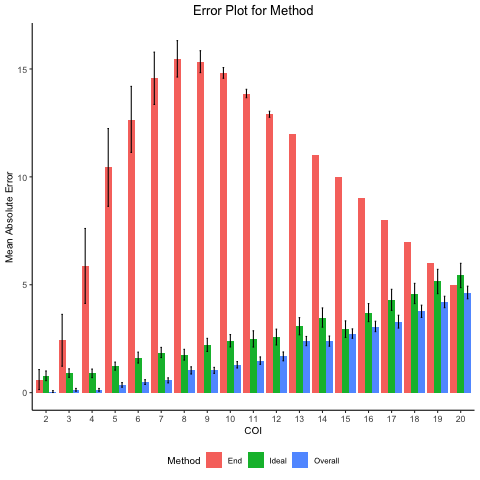 Error Plot for Method
Mean Absolute Error
15
10
5
0
2 3 4 5 6 7 8 9 10 11 12 13 14 15 16 17 18 19 20
COI
Method End Ideal Overall